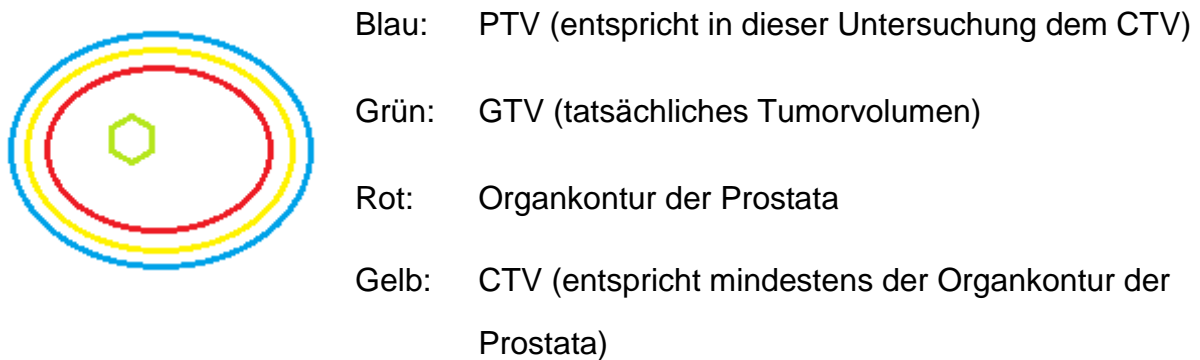 Blau: PTV (entspricht in dieser Untersuchung dem CTV)
Grün: GTV (tatsächliches Tumorvolumen)
Rot: Organkontur der Prostata
Gelb: CTV (entspricht mindestens der Organkontur der
Prostata)